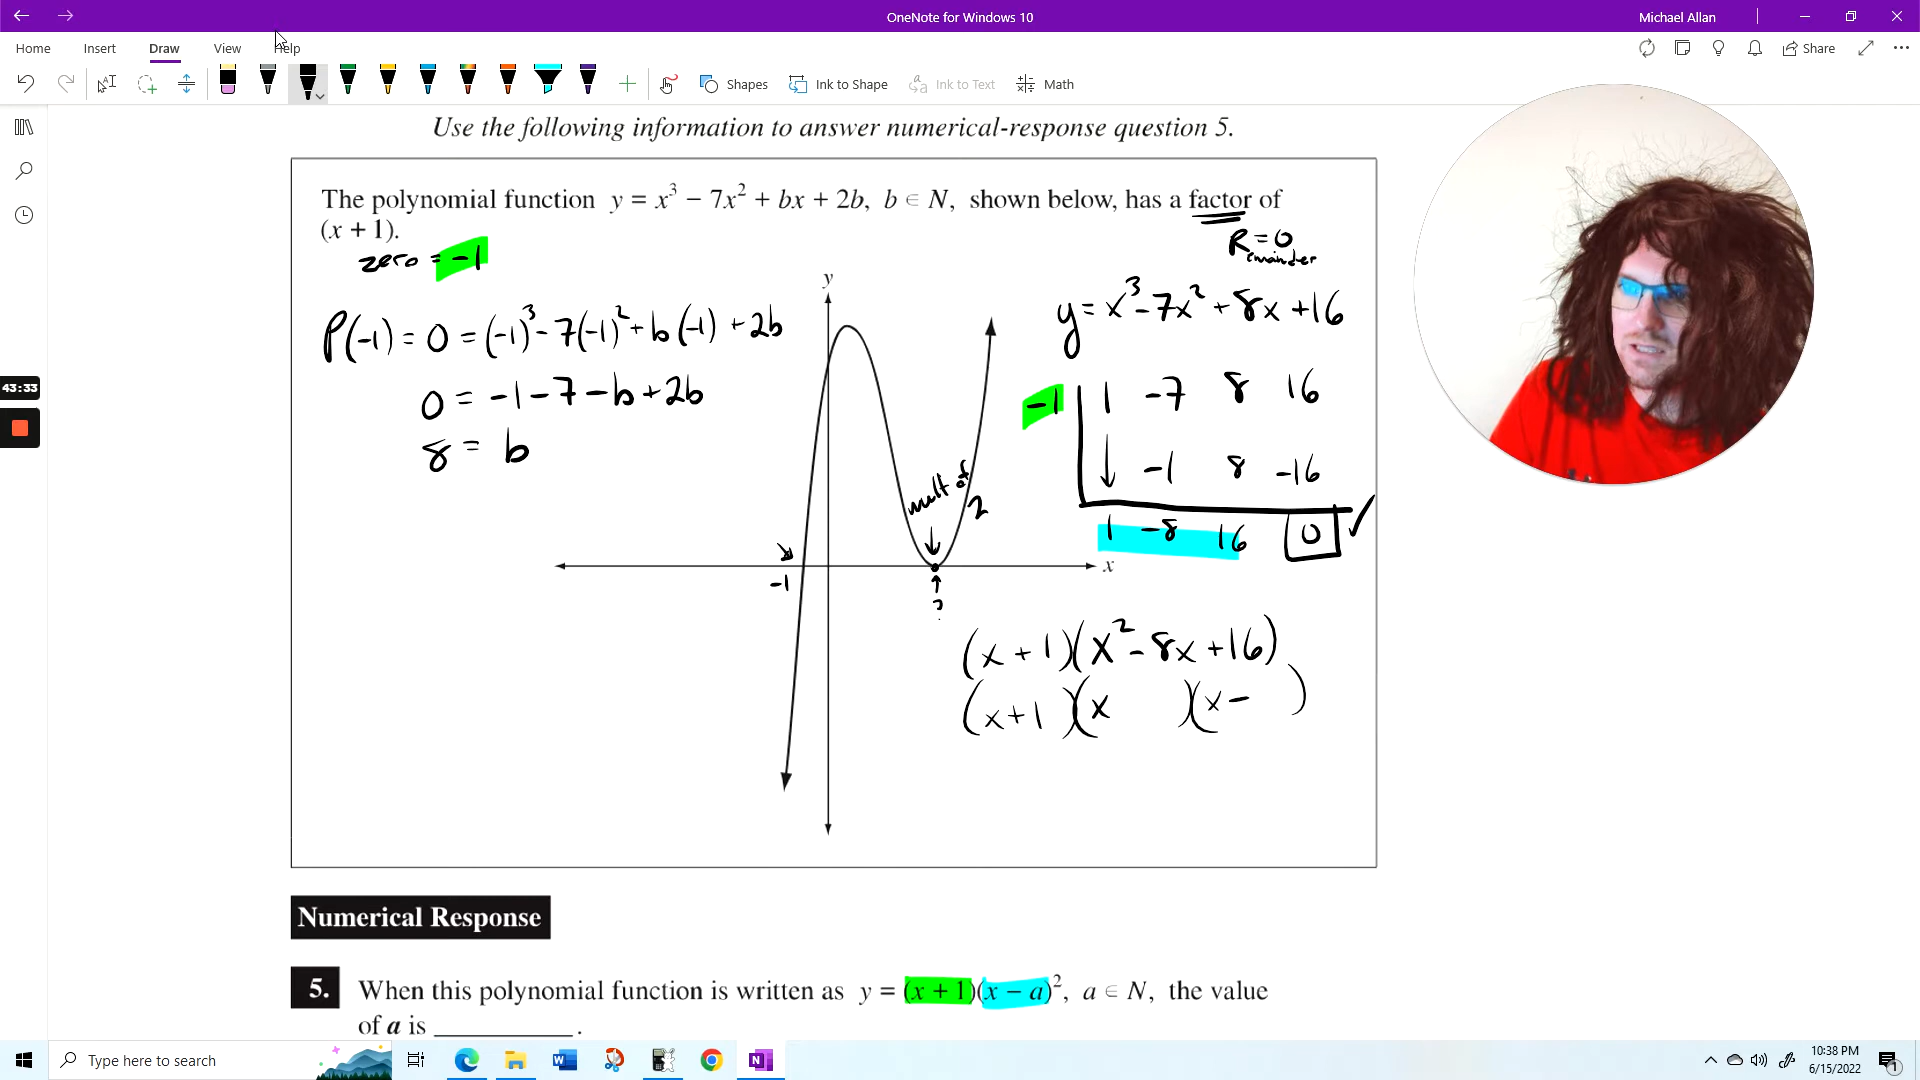 OneNote for Windows 10
Michael Allan
Home Insert Draw View Help
Share
Shapes Ink to Shape Ink to Text Math
Use the following information to answer numerical-response question 5.
The polynomial function y = x³ − 7x² + bx + 2b, b ∈ N, shown below, has a factor of
(x + 1).
zero = -1
R = 0
emainder
P(-1) = 0 = (-1)³ - 7(-1)² + b(-1) + 2b
0 = -1 - 7 - b + 2b
8 = b
y
y = x³ - 7x² + 8x + 16
-1 1 -7 8 16
↓ -1 8 -16
1 -8 16 0 ✓
mult of
2
-1
x
?
(x + 1)(x² - 8x + 16)
(x + 1)(x )(x - )
43:33
Numerical Response
5. When this polynomial function is written as y = (x + 1)(x − a)², a ∈ N, the value
of a is ____________ .
Type here to search
10:38 PM
6/15/2022
1